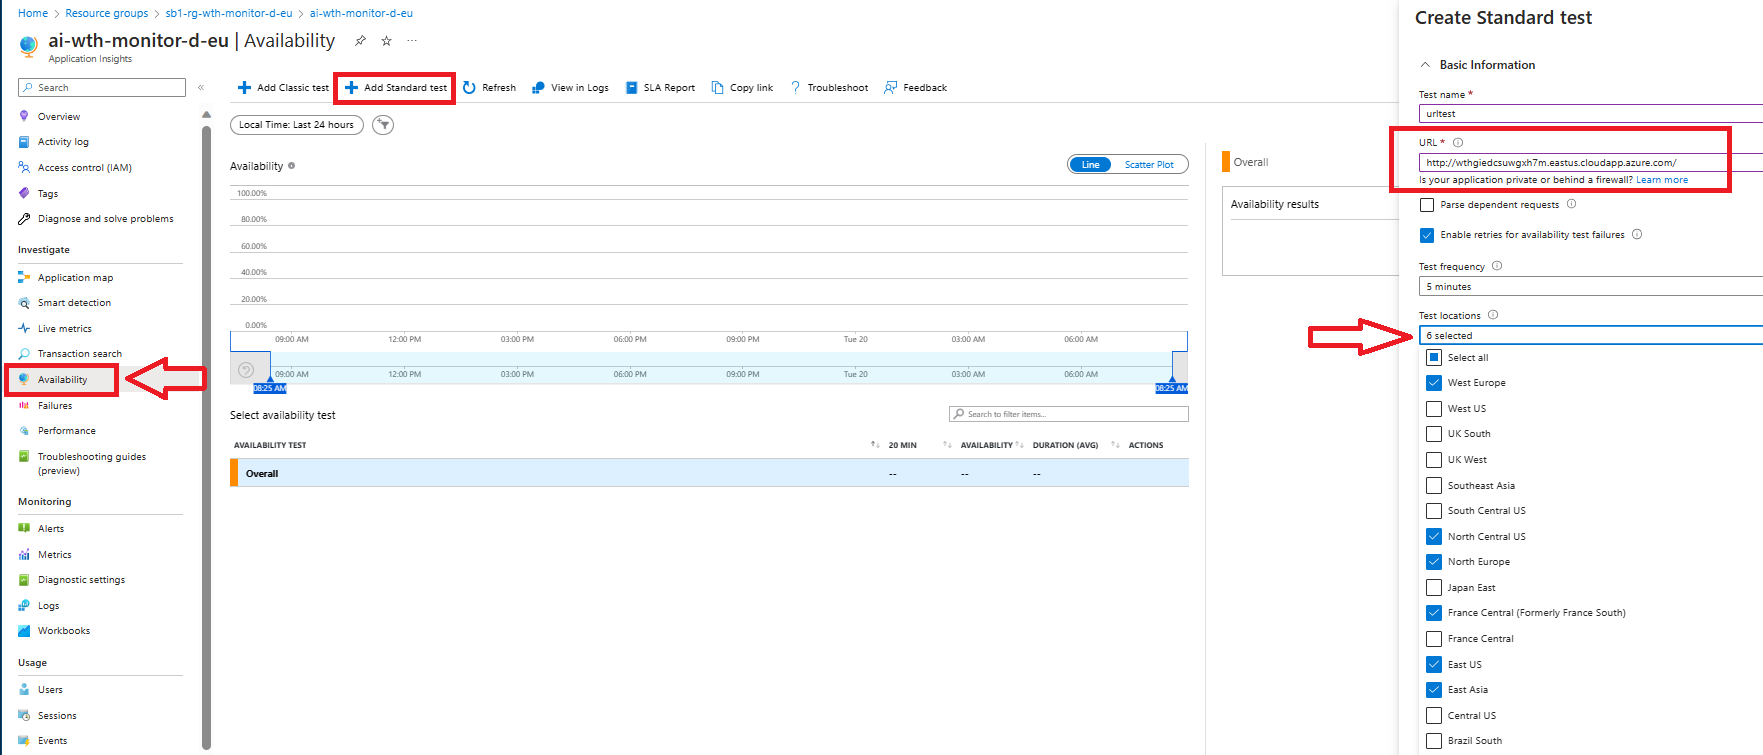 Home > Resource groups > sb1-rg-wth-monitor-d-eu > ai-wth-monitor-d-eu
ai-wth-monitor-d-eu | Availability
Application Insights
Search
Overview
Activity log
Access control (IAM)
Tags
Diagnose and solve problems
Investigate
Application map
Smart detection
Live metrics
Transaction search
Availability
Failures
Performance
Troubleshooting guides
(preview)
Monitoring
Alerts
Metrics
Diagnostic settings
Logs
Workbooks
Usage
Users
Sessions
Events
Add Classic test
Add Standard test
Refresh
View in Logs
SLA Report
Copy link
Troubleshoot
Feedback
Local Time: Last 24 hours
Availability
Line
Scatter Plot
100.00%
80.00%
60.00%
40.00%
20.00%
0.00%
09:00 AM 12:00 PM 03:00 PM 06:00 PM 09:00 PM Tue 20 03:00 AM 06:00 AM
09:00 AM 12:00 PM 03:00 PM 06:00 PM 09:00 PM Tue 20 03:00 AM 06:00 AM
08:25 AM 08:25 AM
Select availability test
Search to filter items...
AVAILABILITY TEST 20 MIN AVAILABILITY DURATION (AVG) ACTIONS
Overall -- -- --
Overall
Availability results
Create Standard test
Basic Information
Test name *
urltest
URL *
http://wthgiedcsuwgxh7m.eastus.cloudapp.azure.com/
Is your application private or behind a firewall? Learn more
Parse dependent requests
Enable retries for availability test failures
Test frequency
5 minutes
Test locations
6 selected
Select all
West Europe
West US
UK South
UK West
Southeast Asia
South Central US
North Central US
North Europe
Japan East
France Central (Formerly France South)
France Central
East US
East Asia
Central US
Brazil South